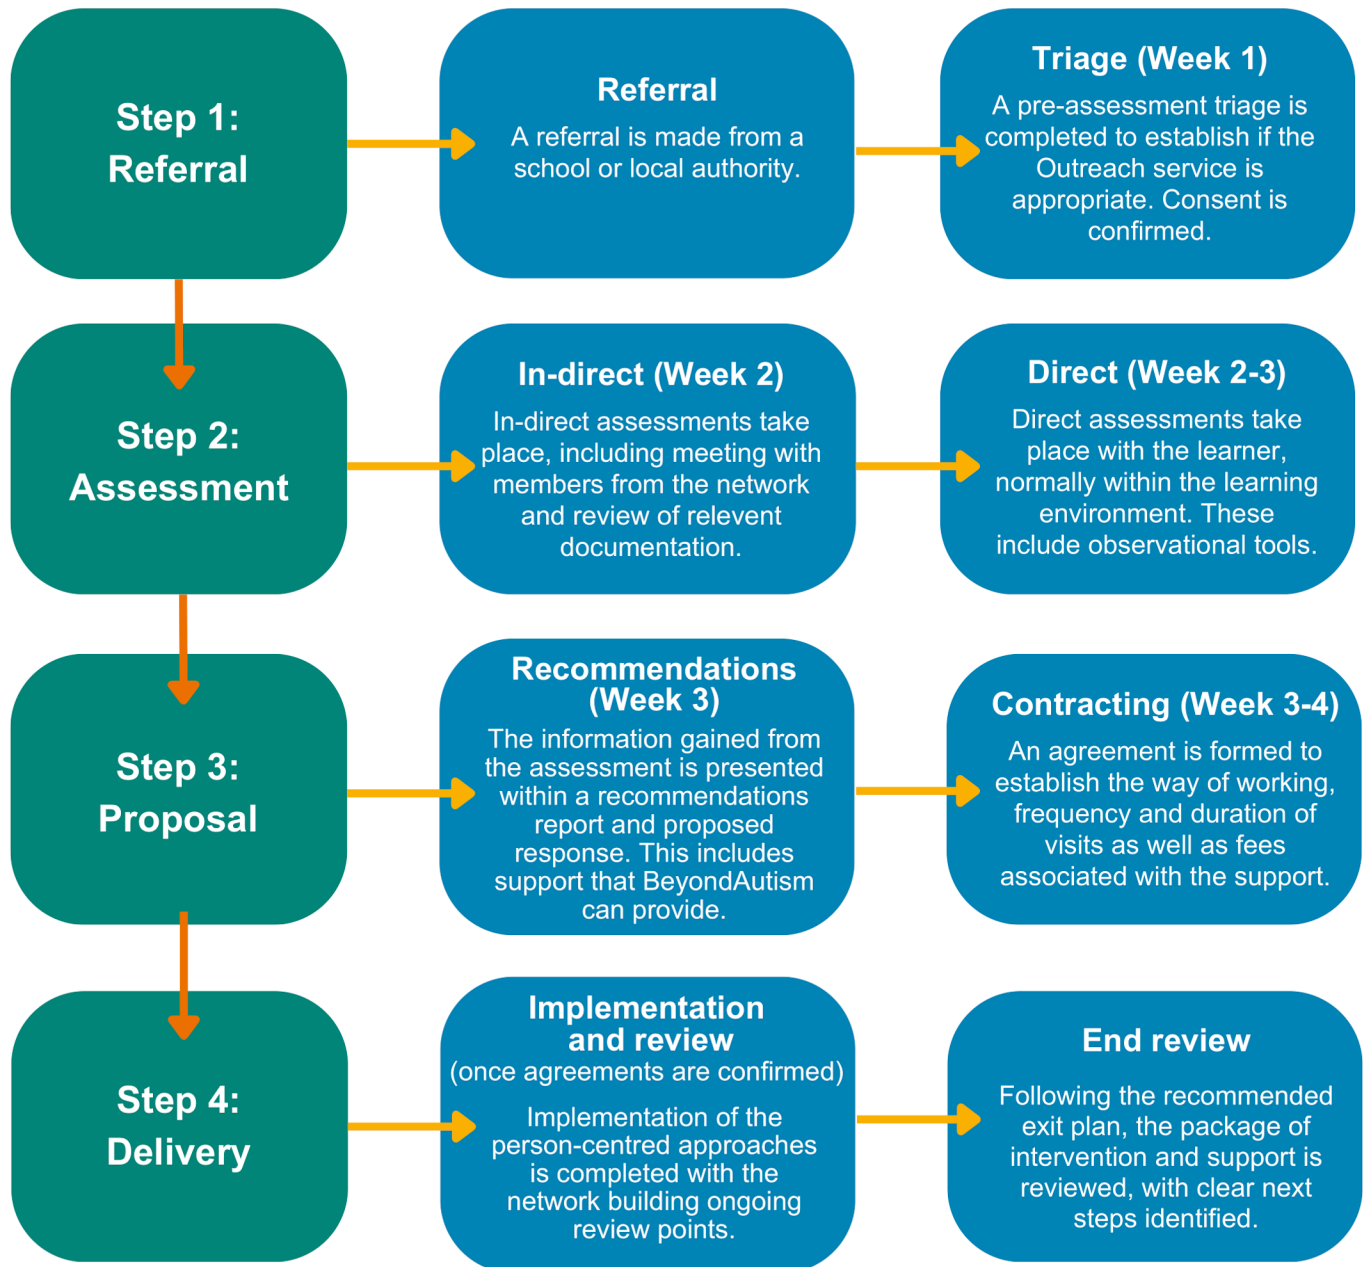 Step 1:
Referral
Referral
A referral is made from a
school or local authority.
Triage (Week 1)
A pre-assessment triage is
completed to establish if the
Outreach service is
appropriate. Consent is
confirmed.
Step 2:
Assessment
In-direct (Week 2)
In-direct assessments take
place, including meeting with
members from the network
and review of relevent
documentation.
Direct (Week 2-3)
Direct assessments take
place with the learner,
normally within the learning
environment. These
include observational tools.
Step 3:
Proposal
Recommendations
(Week 3)
The information gained from
the assessment is presented
within a recommendations
report and proposed
response. This includes
support that BeyondAutism
can provide.
Contracting (Week 3-4)
An agreement is formed to
establish the way of working,
frequency and duration of
visits as well as fees
associated with the support.
Step 4:
Delivery
Implementation
and review
(once agreements are confirmed)
Implementation of the
person-centred approaches
is completed with the
network building ongoing
review points.
End review
Following the recommended
exit plan, the package of
intervention and support is
reviewed, with clear next
steps identified.